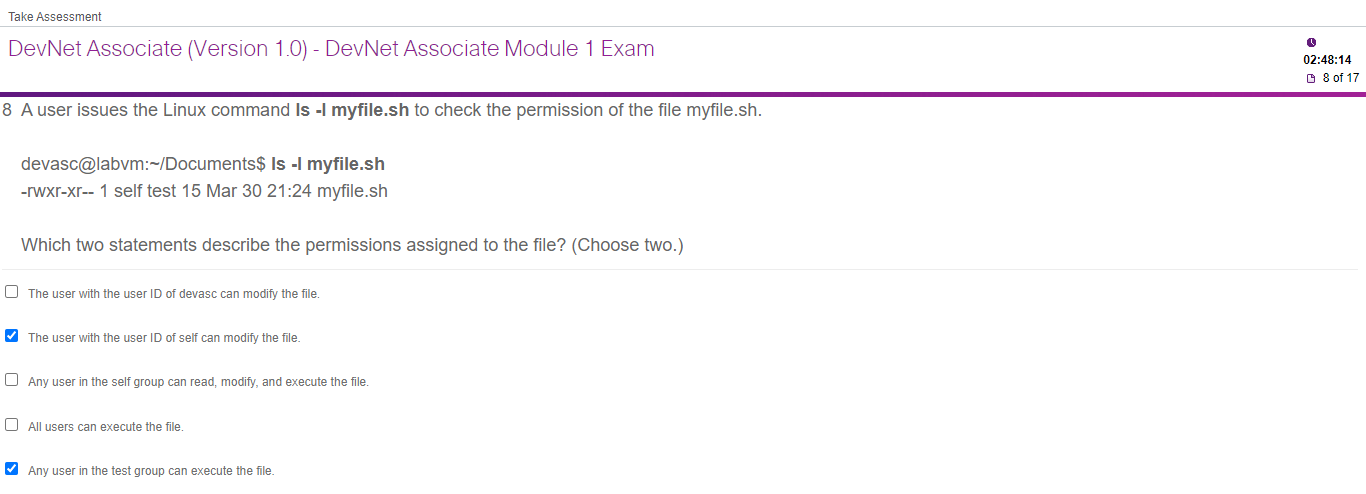 Take Assessment
DevNet Associate (Version 1.0) - DevNet Associate Module 1 Exam
02:48:14
8 of 17
8 A user issues the Linux command ls -l myfile.sh to check the permission of the file myfile.sh.
devasc@labvm:~/Documents$ ls -l myfile.sh
-rwxr-xr-- 1 self test 15 Mar 30 21:24 myfile.sh
Which two statements describe the permissions assigned to the file? (Choose two.)
The user with the user ID of devasc can modify the file.
The user with the user ID of self can modify the file.
Any user in the self group can read, modify, and execute the file.
All users can execute the file.
Any user in the test group can execute the file.